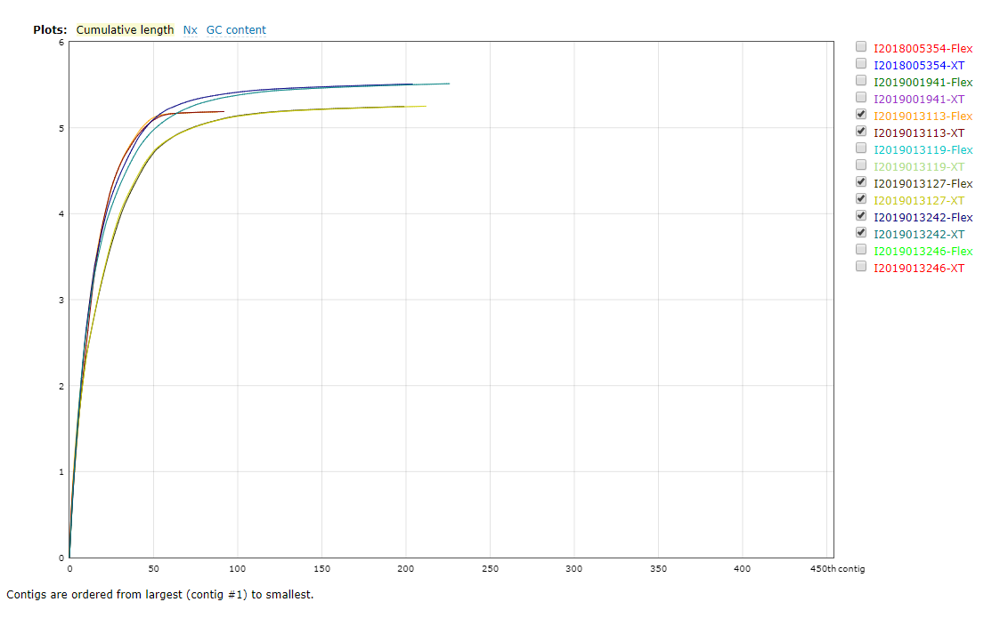 Plots: Cumulative length Nx GC content
6
5
4
3
2
1
0
0 50 100 150 200 250 300 350 400 450th contig
I2018005354-Flex
I2018005354-XT
I2019001941-Flex
I2019001941-XT
I2019013113-Flex
I2019013113-XT
I2019013119-Flex
I2019013119-XT
I2019013127-Flex
I2019013127-XT
I2019013242-Flex
I2019013242-XT
I2019013246-Flex
I2019013246-XT
Contigs are ordered from largest (contig #1) to smallest.